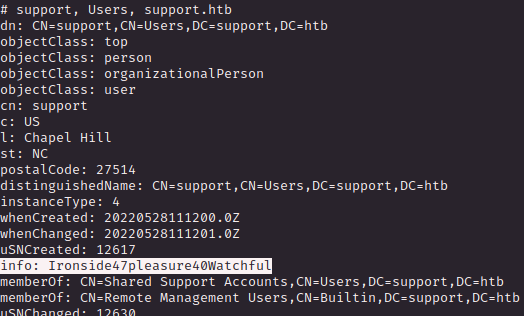 # support, Users, support.htb
dn: CN=support,CN=Users,DC=support,DC=htb
objectClass: top
objectClass: person
objectClass: organizationalPerson
objectClass: user
cn: support
c: US
l: Chapel Hill
st: NC
postalCode: 27514
distinguishedName: CN=support,CN=Users,DC=support,DC=htb
instanceType: 4
whenCreated: 20220528111200.0Z
whenChanged: 20220528111201.0Z
uSNCreated: 12617
info: Ironside47pleasure40Watchful
memberOf: CN=Shared Support Accounts,CN=Users,DC=support,DC=htb
memberOf: CN=Remote Management Users,CN=Builtin,DC=support,DC=htb
uSNChanged: 12630